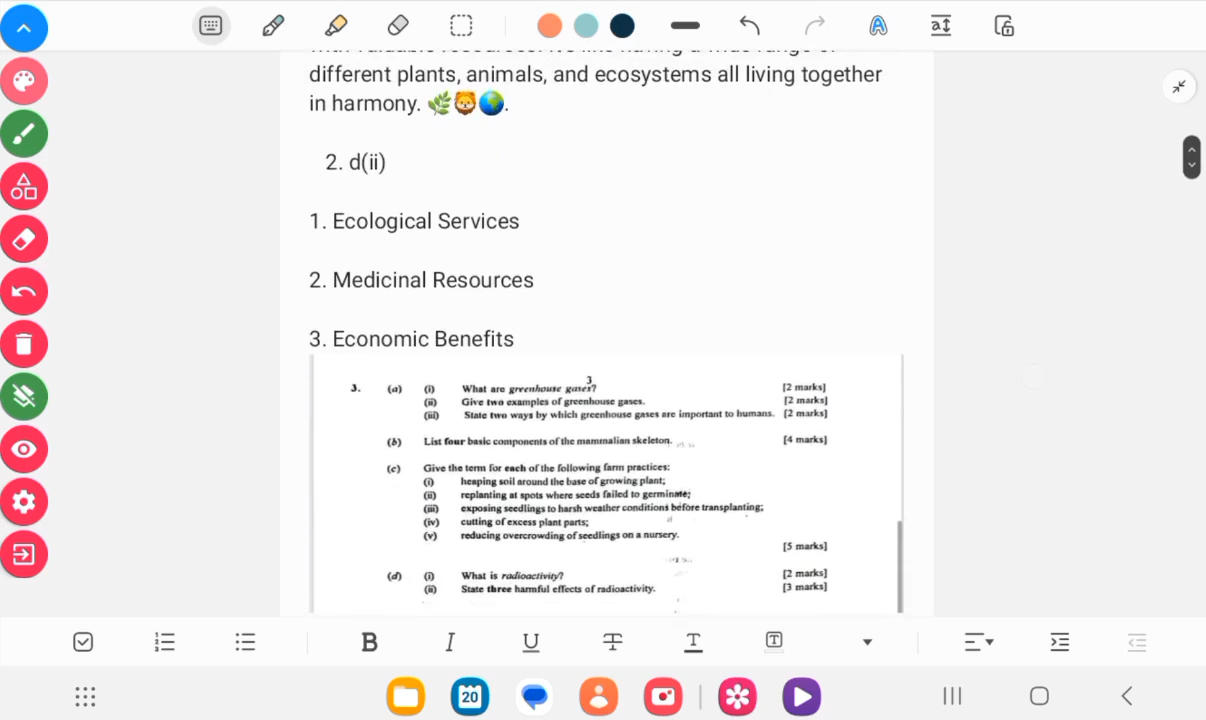 different plants, animals, and ecosystems all living together
in harmony. 🌿🦁🌍.
2. d(ii)
1. Ecological Services
2. Medicinal Resources
3. Economic Benefits
3
3. (a) (i) What are greenhouse gases? [2 marks]
(ii) Give two examples of greenhouse gases. [2 marks]
(iii) State two ways by which greenhouse gases are important to humans. [2 marks]
(b) List four basic components of the mammalian skeleton. [4 marks]
(c) Give the term for each of the following farm practices:
(i) heaping soil around the base of growing plant;
(ii) replanting at spots where seeds failed to germinate;
(iii) exposing seedlings to harsh weather conditions before transplanting;
(iv) cutting of excess plant parts;
(v) reducing overcrowding of seedlings on a nursery.
[5 marks]
(d) (i) What is radioactivity? [2 marks]
(ii) State three harmful effects of radioactivity. [3 marks]
B I U T T T
20